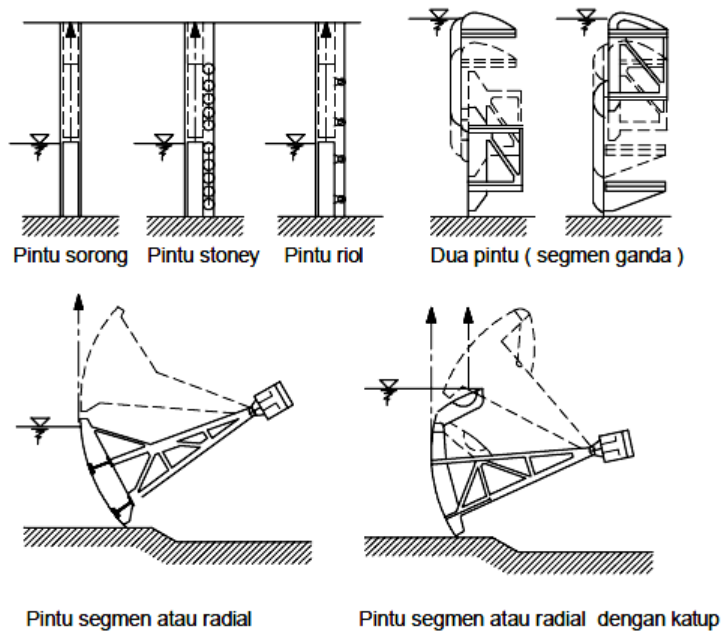 Pintu sorong
Pintu stoney
Pintu riol
Dua pintu ( segmen ganda )
Pintu segmen atau radial
Pintu segmen atau radial dengan katup